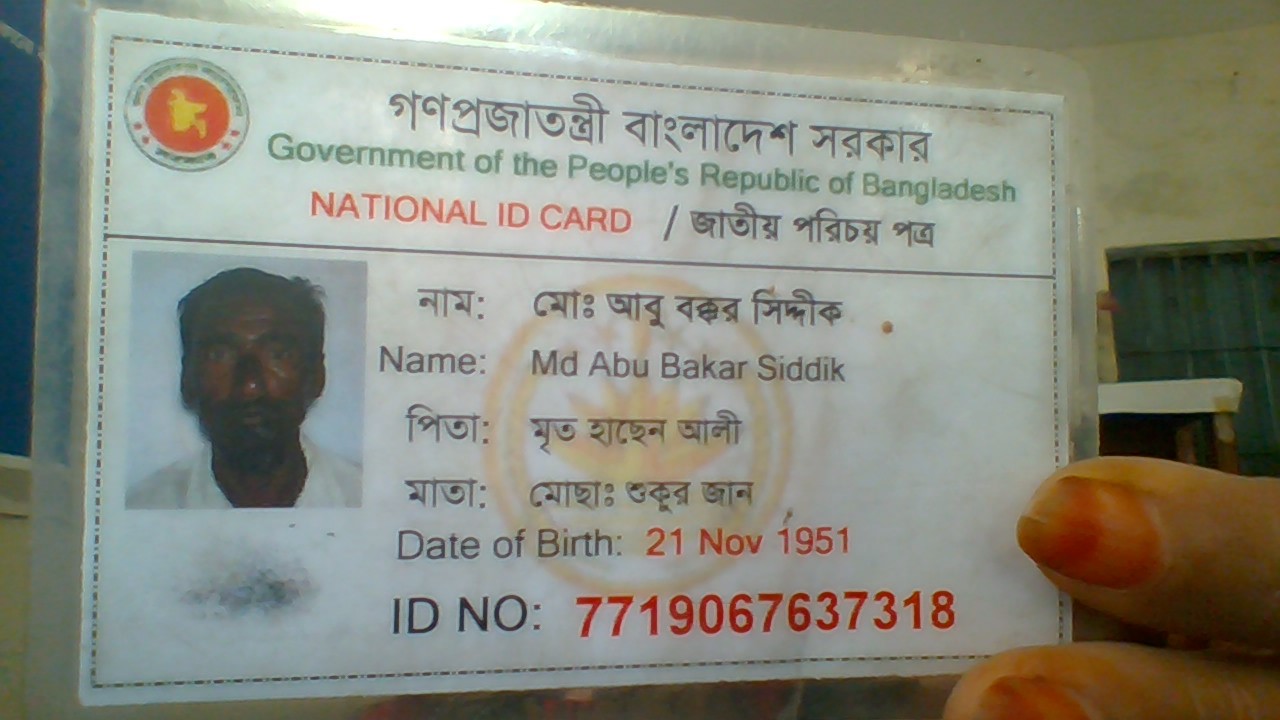 গণপ্রজাতন্ত্রী বাংলাদেশ সরকার
Government of the People's Republic of Bangladesh
NATIONAL ID CARD / জাতীয় পরিচয় পত্র
নাম: মোঃ আবু বক্কর সিদ্দীক
Name: Md Abu Bakar Siddik
পিতা: মৃত হাছেন আলী
মাতা: মোছাঃ শুকুর জান
Date of Birth: 21 Nov 1951
ID NO: 7719067637318